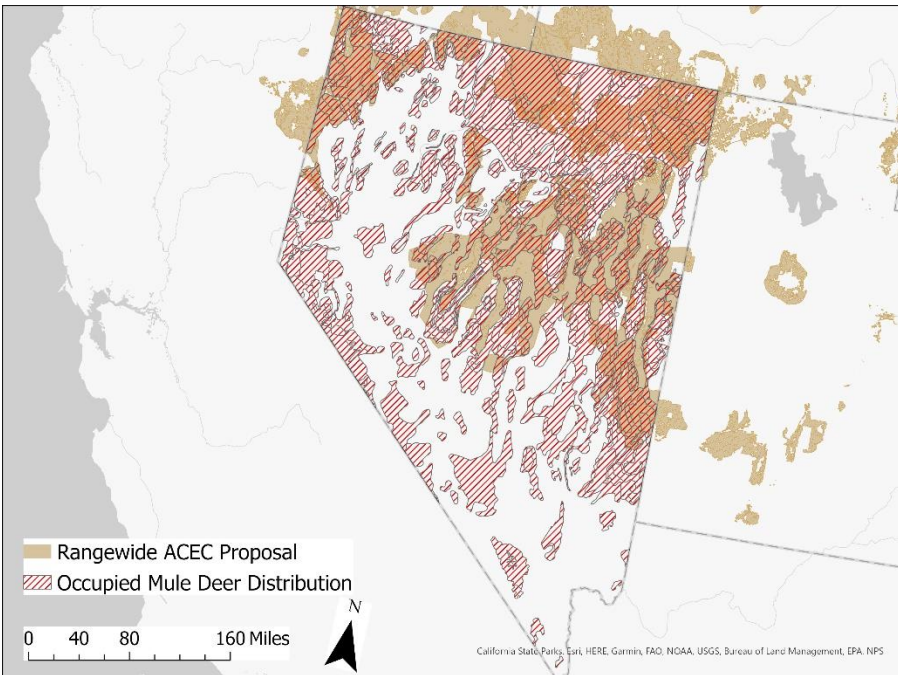 Rangewide ACEC Proposal
Occupied Mule Deer Distribution
N
0 40 80 160 Miles
California State Parks, Esri, HERE, Garmin, FAO, NOAA, USGS, Bureau of Land Management, EPA, NPS